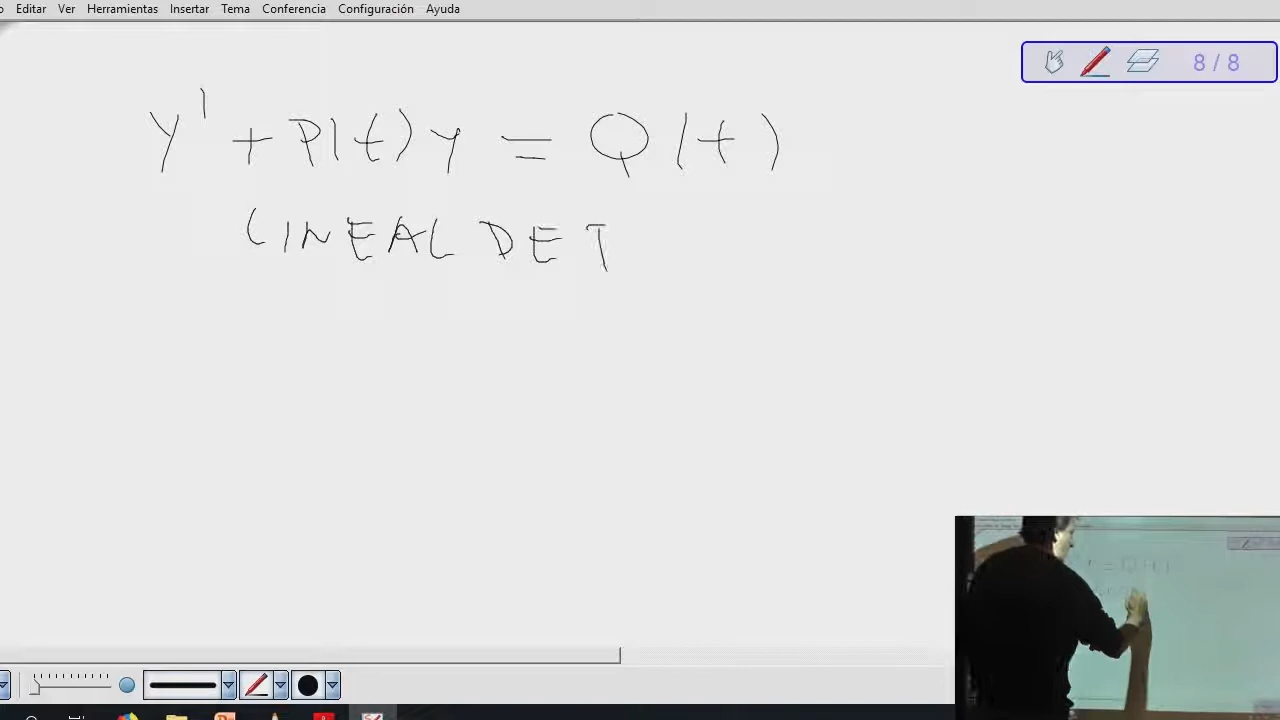 Editar Ver Herramientas Insertar Tema Conferencia Configuración Ayuda
8 / 8
y' + P(t) y = Q(t)
LINEAL DE T